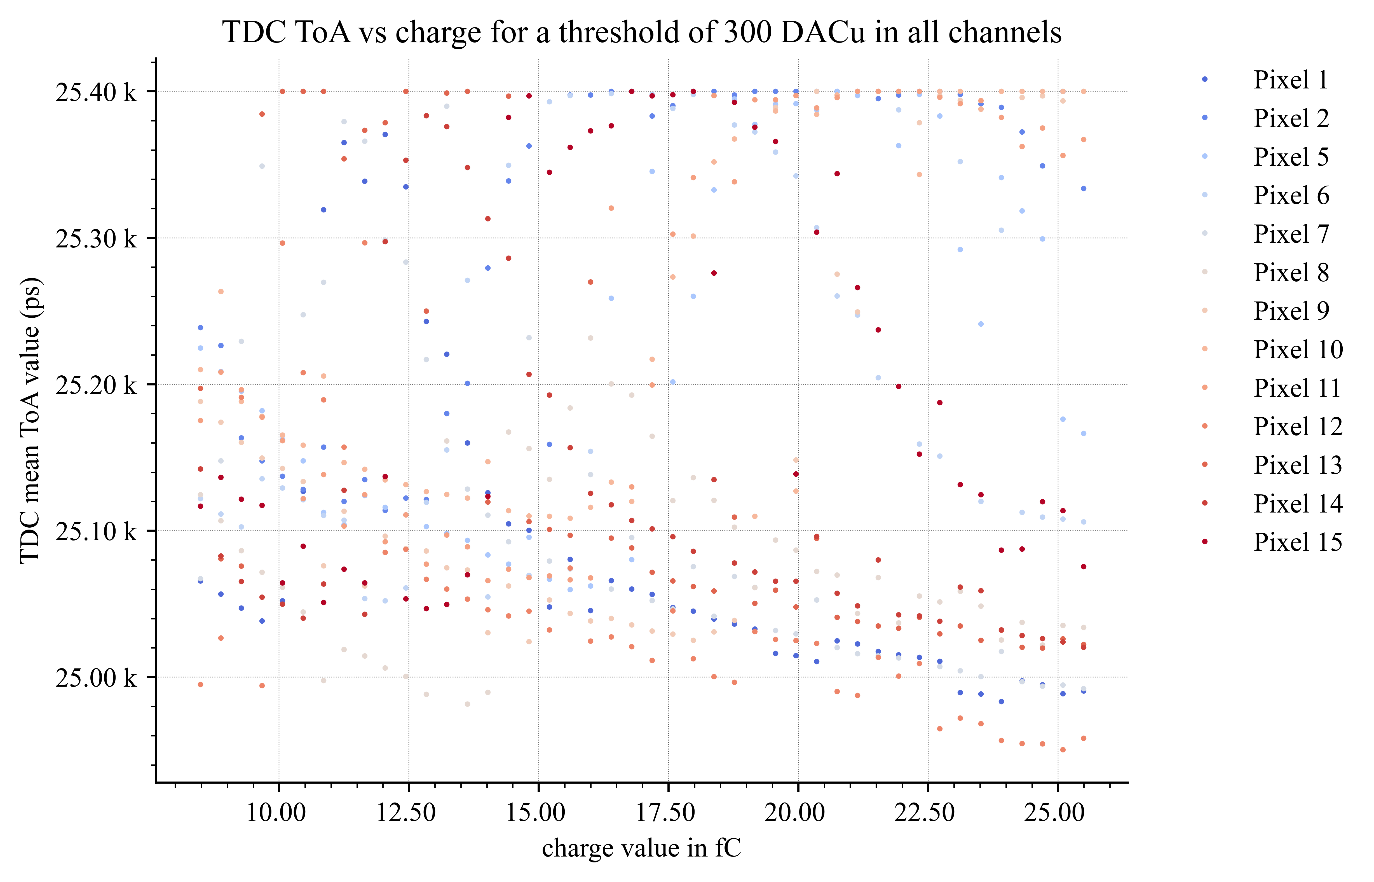 TDC ToA vs charge for a threshold of 300 DACu in all channels
25.40 k
25.30 k
25.20 k
25.10 k
25.00 k
TDC mean ToA value (ps)
10.00
12.50
15.00
17.50
20.00
22.50
25.00
charge value in fC
Pixel 1
Pixel 2
Pixel 5
Pixel 6
Pixel 7
Pixel 8
Pixel 9
Pixel 10
Pixel 11
Pixel 12
Pixel 13
Pixel 14
Pixel 15